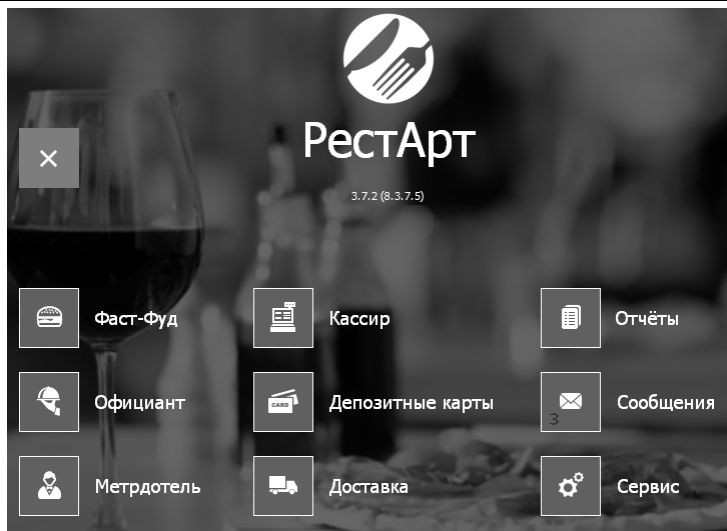 РестАрт
3.7.2 (8.3.7.5)
Фаст-Фуд
Кассир
Отчёты
Официант
CARD
Депозитные карты
3
Сообщения
Метрдотель
Доставка
Сервис